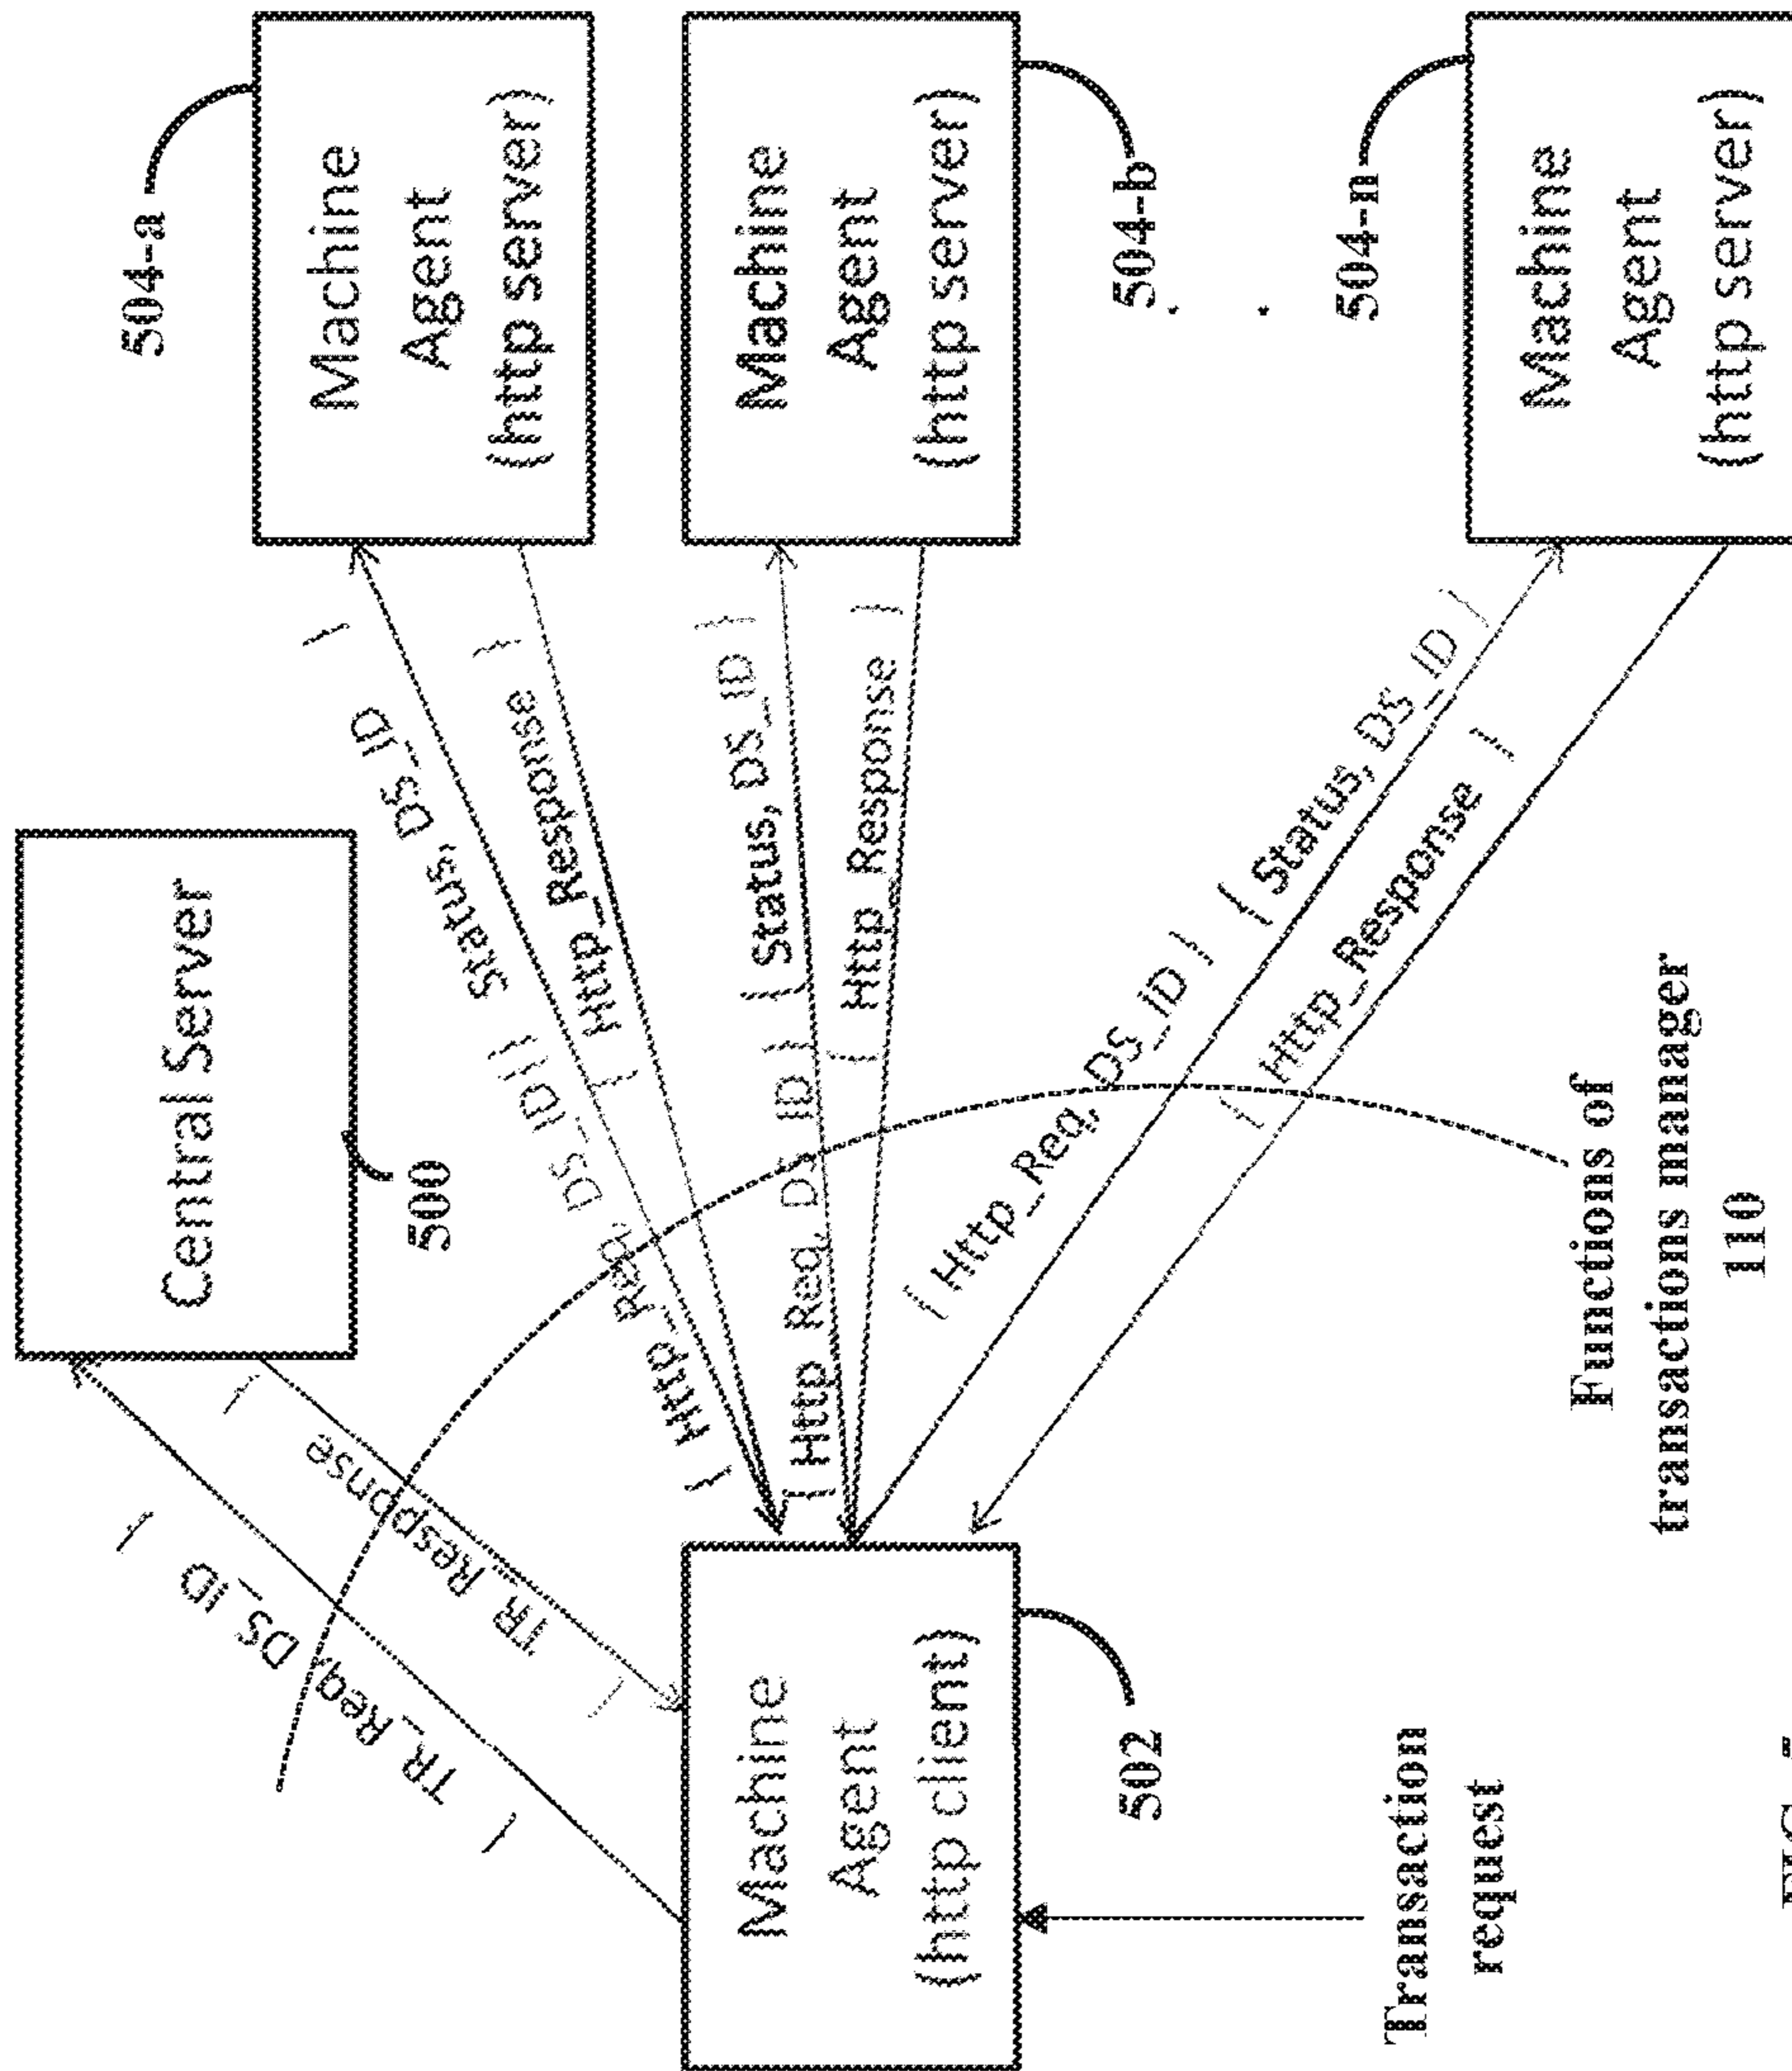 504-a
Central Server
500
{ TR_Req, DS_ID }
{ TR_Response }
Machine
Agent
(http server)
{ Http_Req, DS_ID} { Status, DS_ID }
{ Http_Response }
Machine
Agent
(http client)
502
{ Http_Req, DS_ID} { Status, DS_ID }
{ Http_Response }
Machine
Agent
(http server)
504-b
{ Http_Req, DS_ID } { Status, DS_ID }
{ Http_Response }
504-n
Machine
Agent
(http server)
Transaction
request
Functions of
transactions manager
110